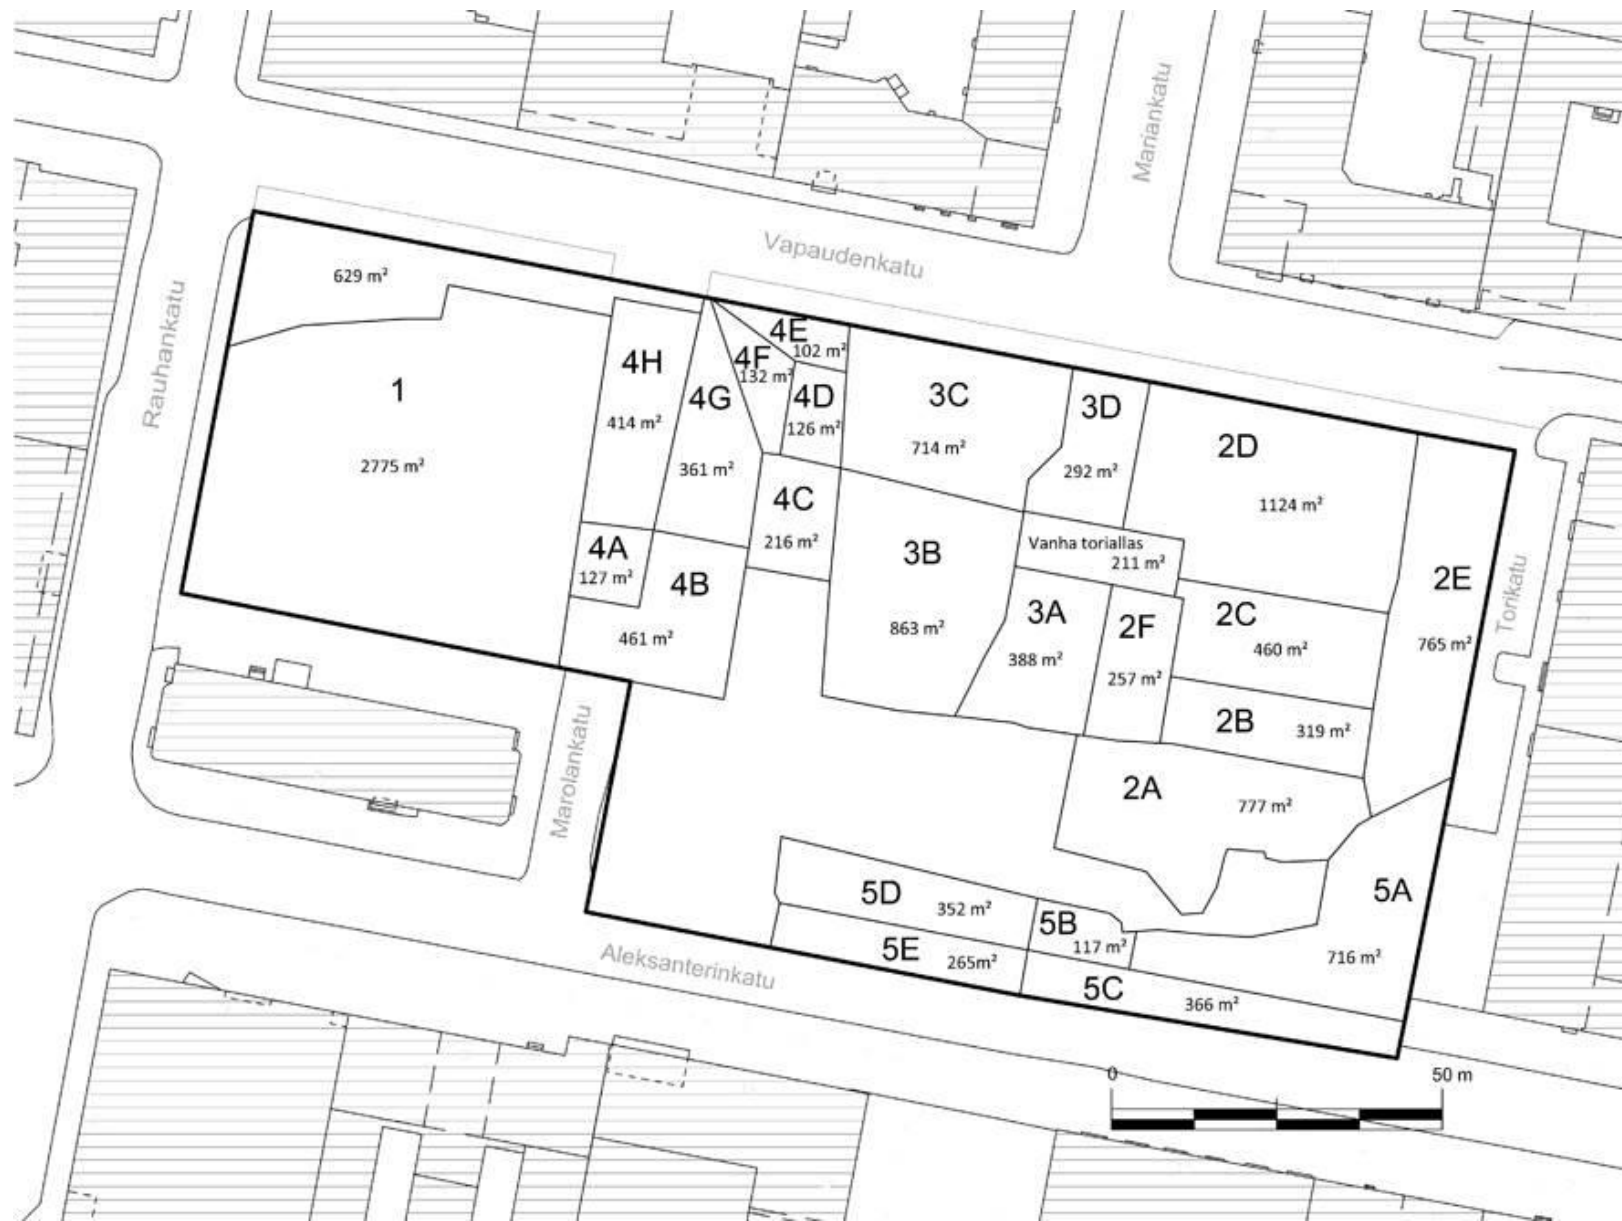 Mariankatu
Vapaudenkatu
Rauhankatu
629 m²
1
2775 m²
4H
414 m²
4G
361 m²
4F
132 m²
4E
102 m²
4D
126 m²
3C
714 m²
3D
292 m²
2D
1124 m²
4A
127 m²
4B
461 m²
4C
216 m²
3B
863 m²
Vanha toriallas
211 m²
3A
388 m²
2F
257 m²
2C
460 m²
2E
765 m²
Torikatu
2B
319 m²
2A
777 m²
Marolankatu
5D
352 m²
5B
117 m²
5A
716 m²
5E
265m²
5C
366 m²
Aleksanterinkatu
0
50 m